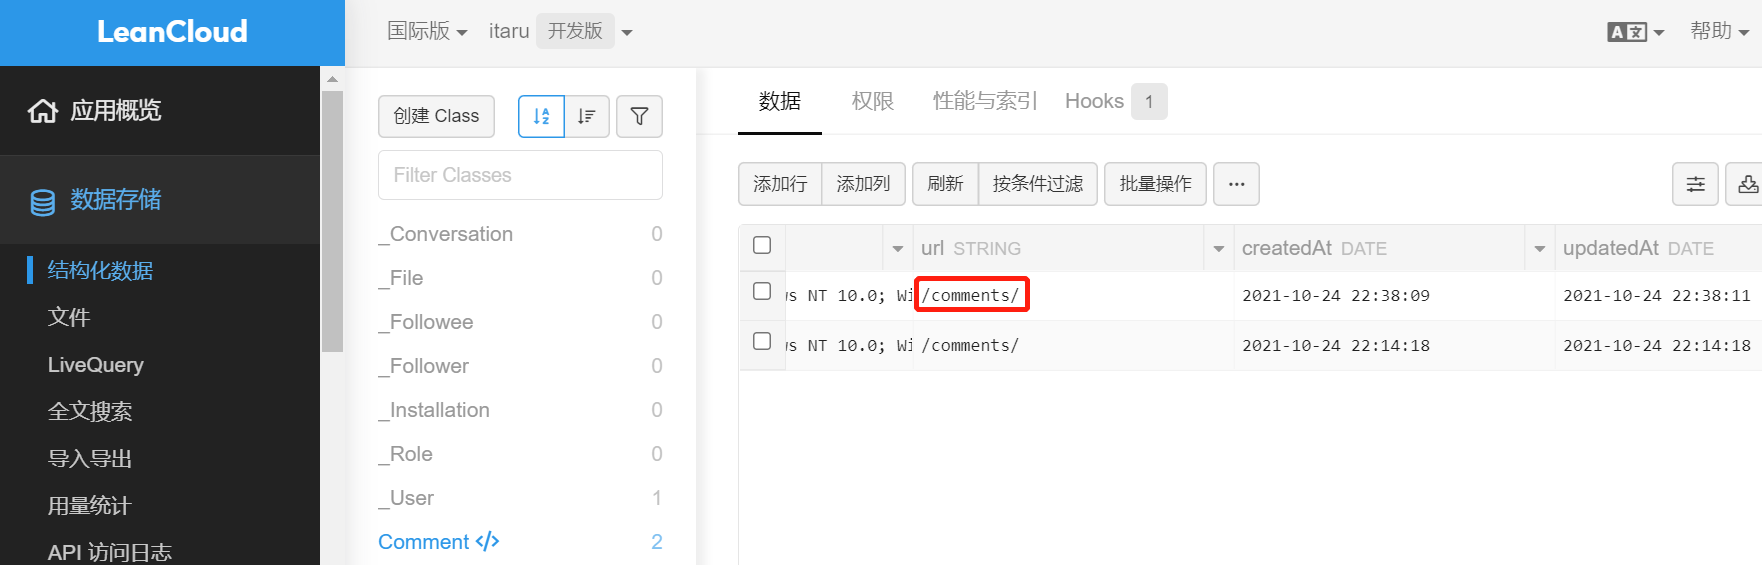 LeanCloud
国际版 itaru 开发版
A文 帮助
应用概览
数据存储
结构化数据
文件
LiveQuery
全文搜索
导入导出
用量统计
API 访问日志
创建 Class
Filter Classes
_Conversation 0
_File 0
_Followee 0
_Follower 0
_Installation 0
_Role 0
_User 1
Comment </> 2
数据 权限 性能与索引 Hooks 1
添加行 添加列 刷新 按条件过滤 批量操作 ...
url STRING createdAt DATE updatedAt DATE
s NT 10.0; Wi /comments/ 2021-10-24 22:38:09 2021-10-24 22:38:11
s NT 10.0; Wi /comments/ 2021-10-24 22:14:18 2021-10-24 22:14:18